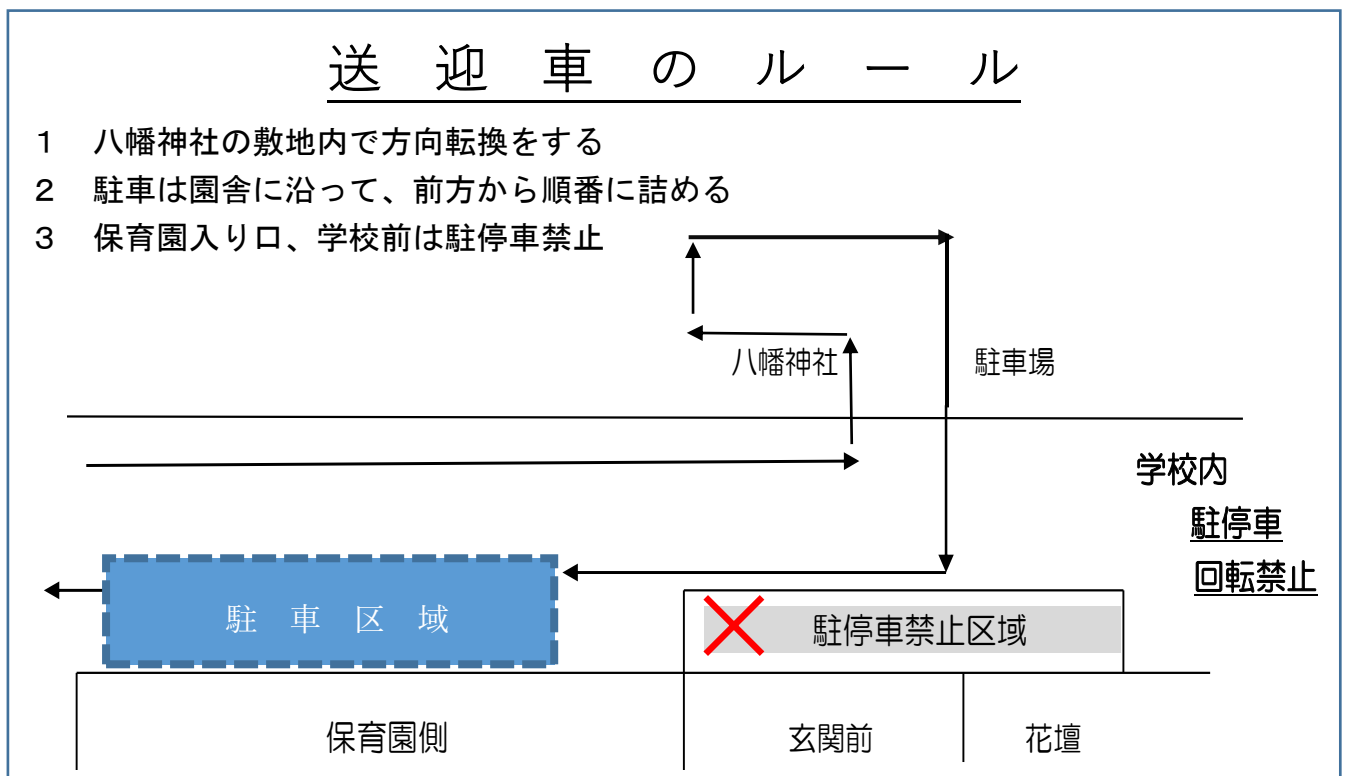 送迎車のルール
１　八幡神社の敷地内で方向転換をする
２　駐車は園舎に沿って、前方から順番に詰める
３　保育園入り口、学校前は駐停車禁止
八幡神社
駐車場
学校内
駐停車
回転禁止
駐車区域
駐停車禁止区域
保育園側
玄関前
花壇